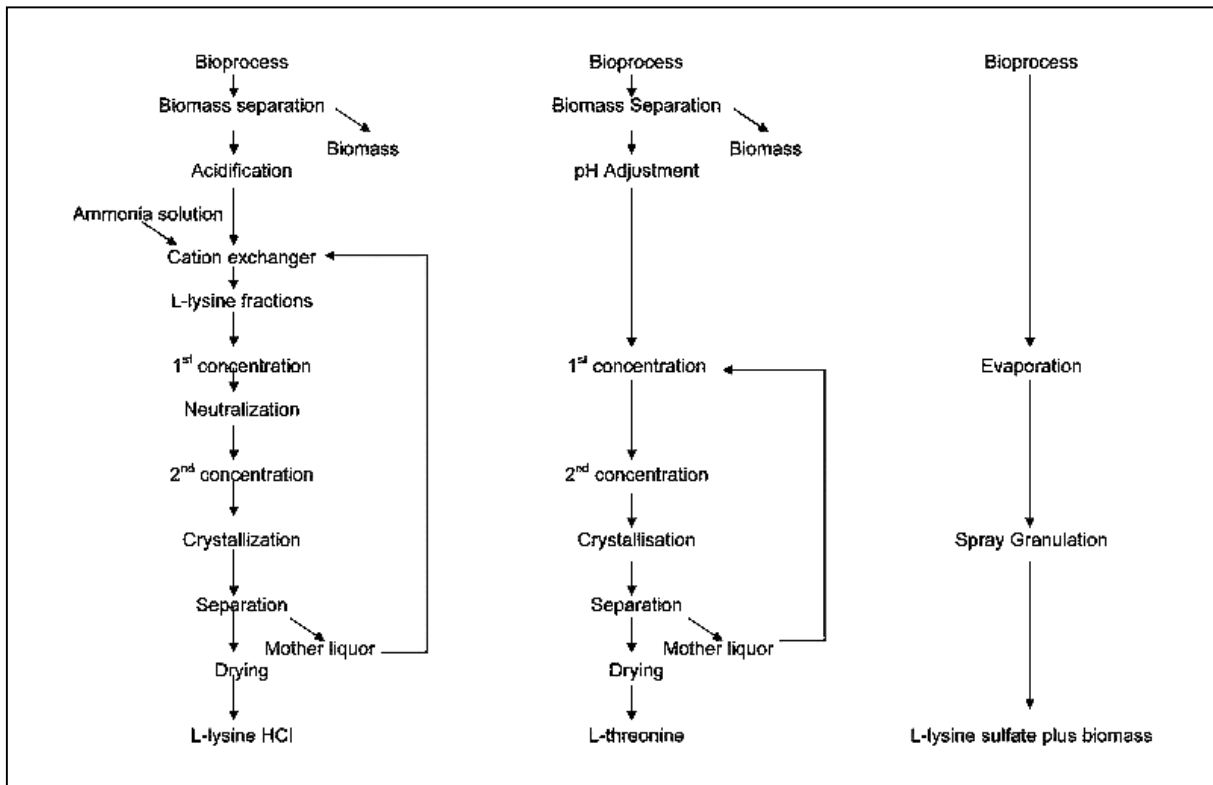 Bioprocess
Biomass separation
Biomass
Acidification
Ammonia solution
Cation exchanger
L-lysine fractions
1st concentration
Neutralization
2nd concentration
Crystallization
Separation
Mother liquor
Drying
L-lysine HCl
Bioprocess
Biomass Separation
Biomass
pH Adjustment
1st concentration
2nd concentration
Crystallisation
Separation
Mother liquor
Drying
L-threonine
Bioprocess
Evaporation
Spray Granulation
L-lysine sulfate plus biomass